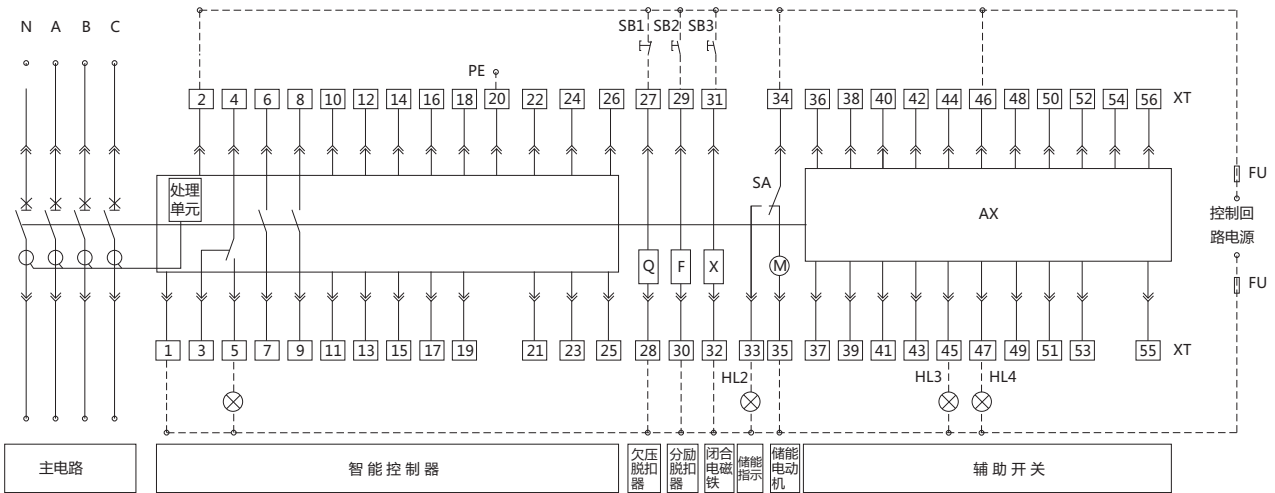 SB1 SB2 SB3
N A B C
PE
2 4 6 8 10 12 14 16 18 20 22 24 26 27 29 31 34 36 38 40 42 44 46 48 50 52 54 56 XT
FU
处理
单元
SA
AX
控制回
路电源
Q F X M
FU
1 3 5 7 9 11 13 15 17 19 21 23 25 28 30 32 33 35 37 39 41 43 45 47 49 51 53 55 XT
HL2 HL3 HL4
主电路
智能控制器
欠压
脱扣
器
分励
脱扣
器
闭合
电磁
铁
储能
指示
储能
电动
机
辅助开关